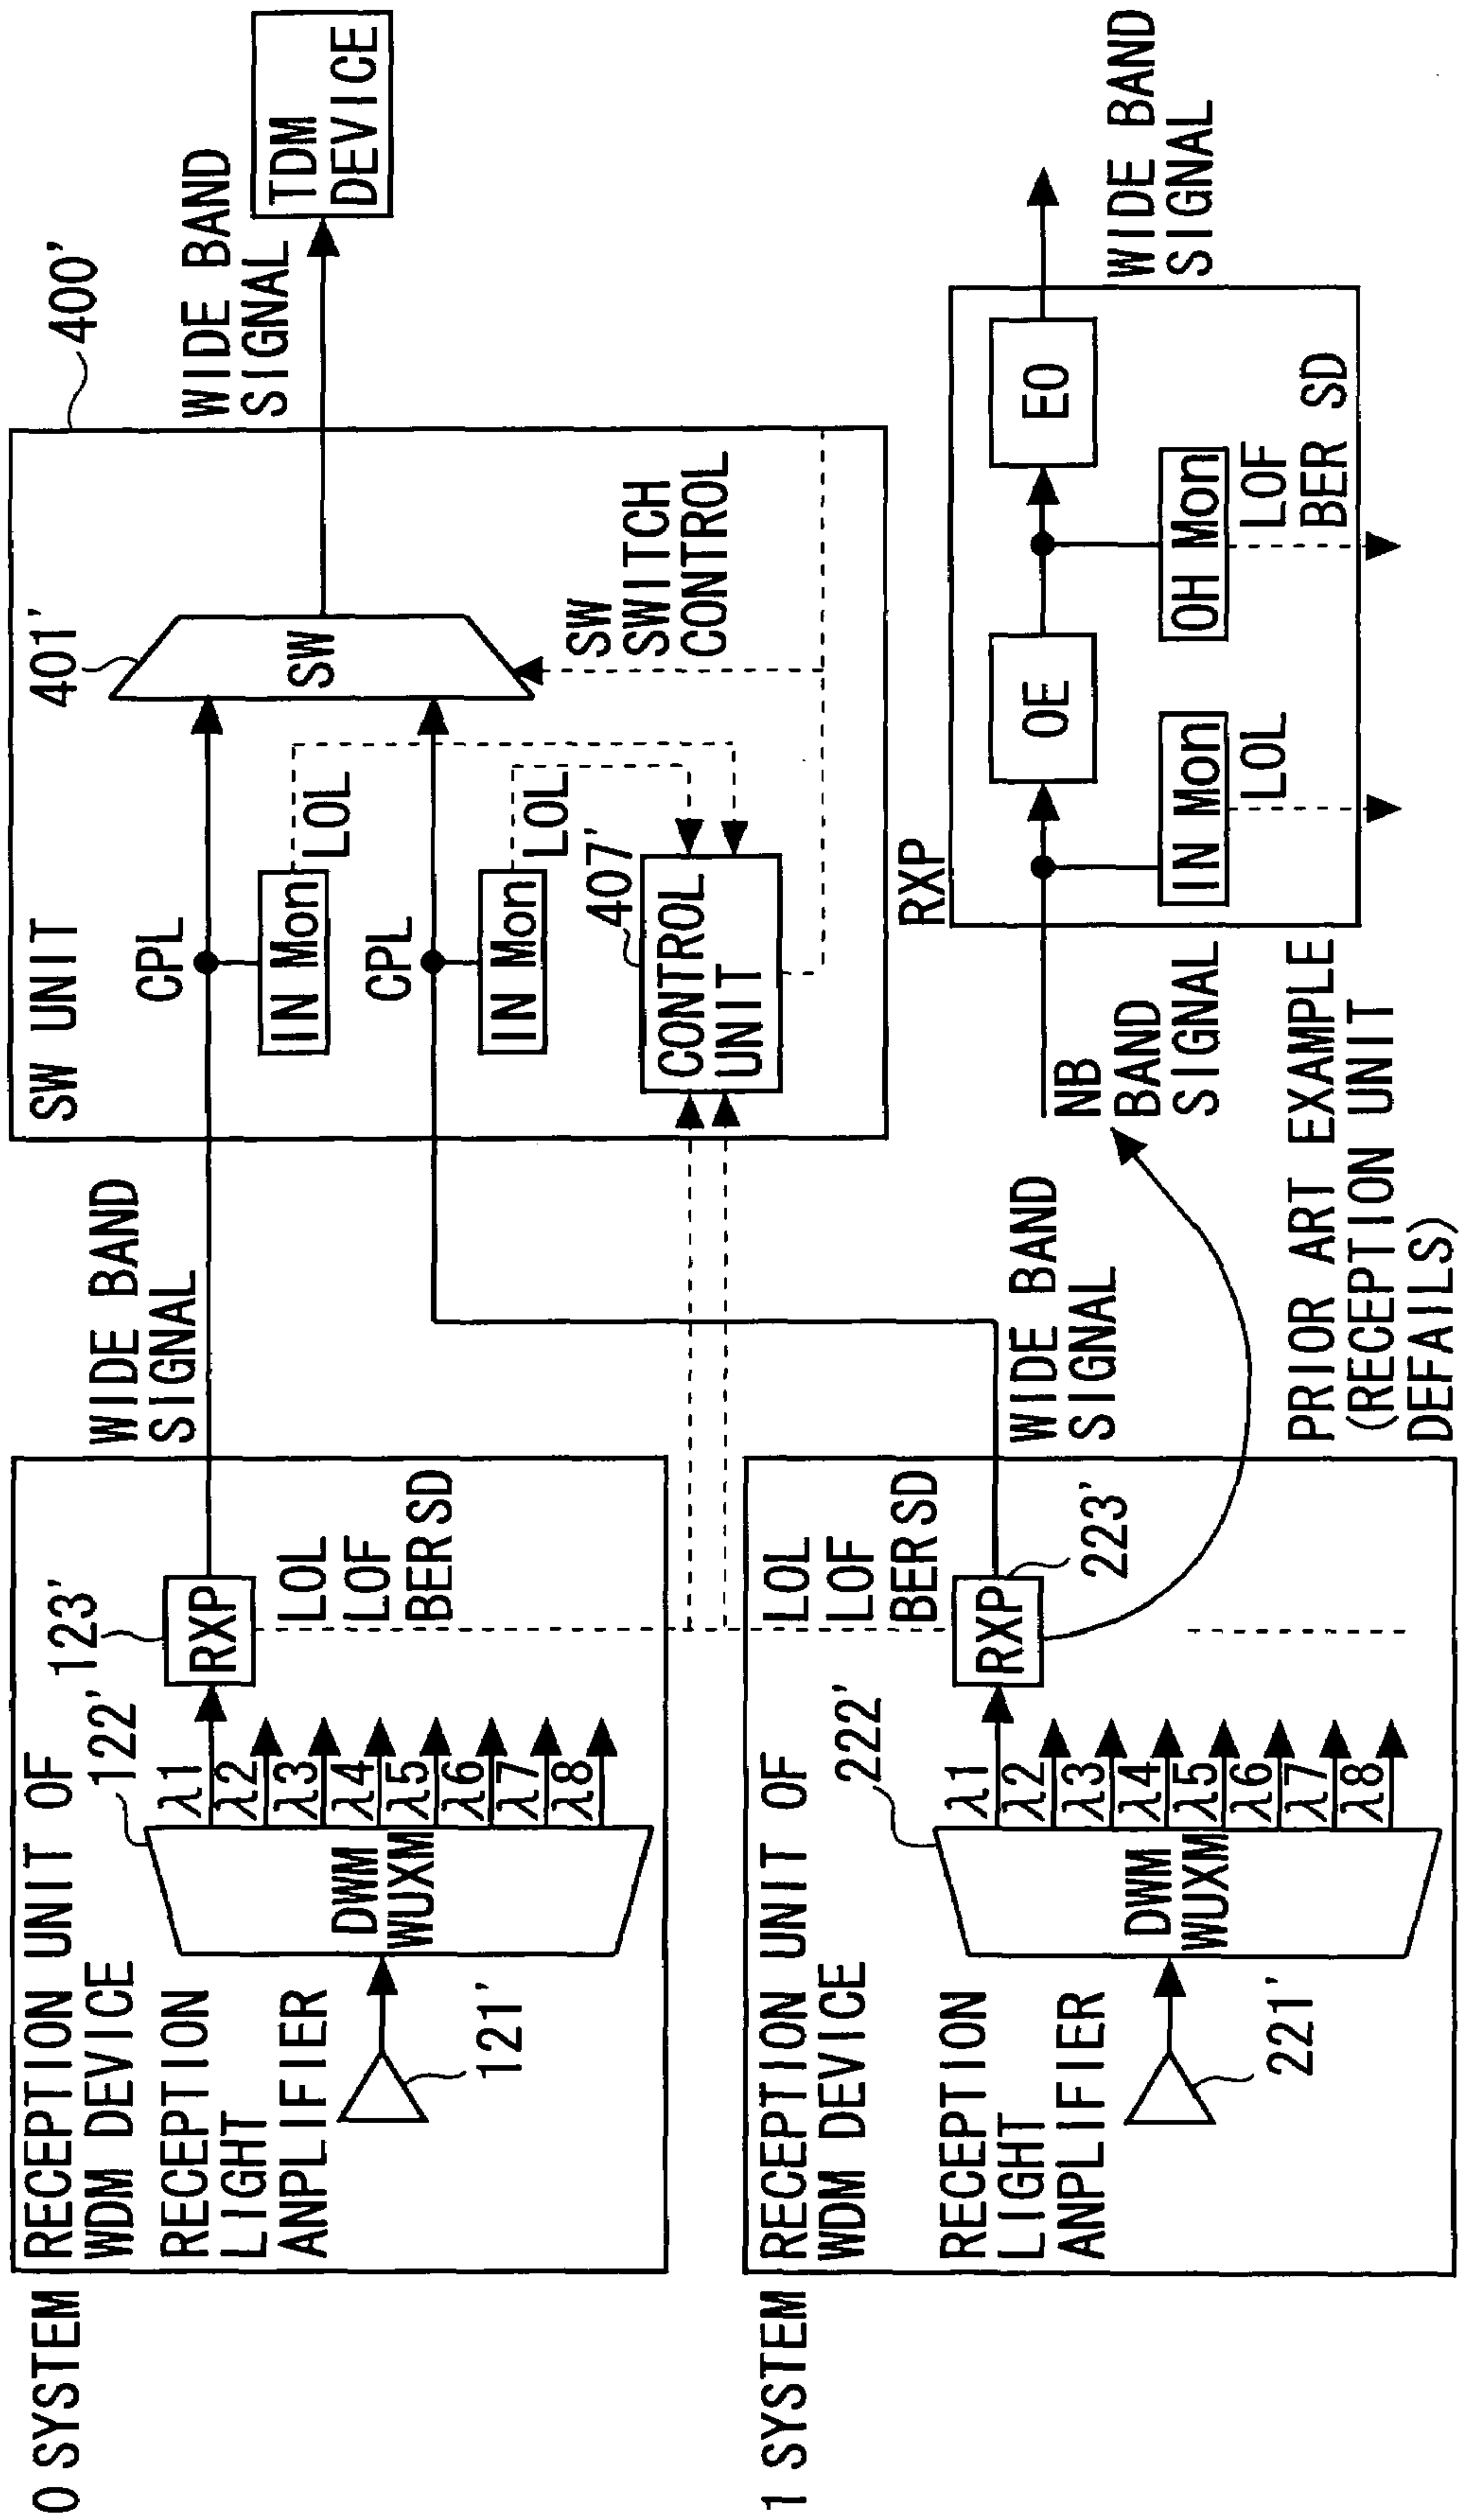 0 SYSTEM
RECEPTION UNIT OF
WDM DEVICE
RECEPTION
LIGHT
ANPLIFIER
121'
122'
DWM
WUXM
λ1
λ2
λ3
λ4
λ5
λ6
λ7
λ8
123'
RXP
LOL
LOF
BERSD
WIDE BAND
SIGNAL
SW UNIT
CPL
IN Mon
LOL
CPL
IN Mon
LOL
407'
CONTROL
UNIT
401'
SW
SW
SWITCH
CONTROL
400'
WIDE BAND
SIGNAL
TDM
DEVICE
1 SYSTEM
RECEPTION UNIT OF
WDM DEVICE
RECEPTION
LIGHT
ANPLIFIER
221'
222'
DWM
WUXM
λ1
λ2
λ3
λ4
λ5
λ6
λ7
λ8
LOL
LOF
BERSD
RXP
223'
WIDE BAND
SIGNAL
RXP
NB
BAND
SIGNAL
OE
EO
IN Mon
LOL
OH Mon
LOF
BER SD
WIDE BAND
SIGNAL
PRIOR ART EXAMPLE
(RECEPTION UNIT
DEFAILS)